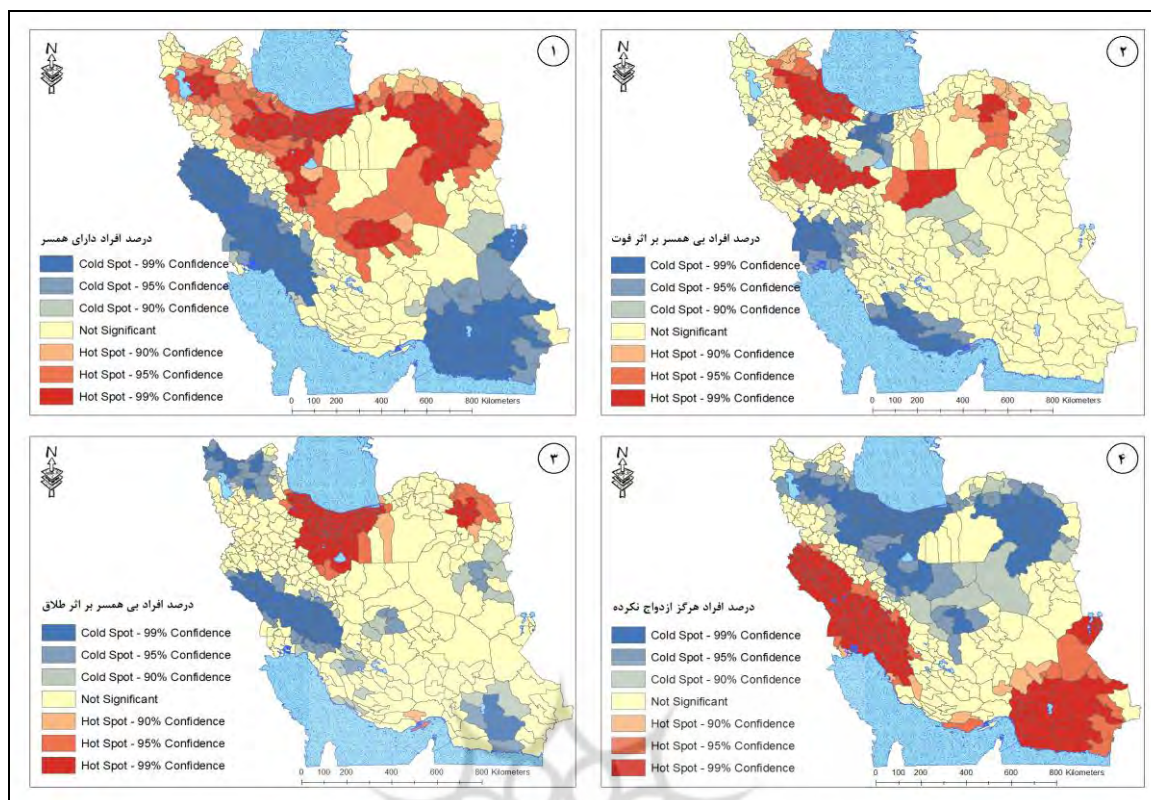 N
۱
درصد افراد دارای همسر
Cold Spot - 99% Confidence
Cold Spot - 95% Confidence
Cold Spot - 90% Confidence
Not Significant
Hot Spot - 90% Confidence
Hot Spot - 95% Confidence
Hot Spot - 99% Confidence
0 100 200 400 600 800 Kilometers
N
۲
درصد افراد بی همسر بر اثر فوت
Cold Spot - 99% Confidence
Cold Spot - 95% Confidence
Cold Spot - 90% Confidence
Not Significant
Hot Spot - 90% Confidence
Hot Spot - 95% Confidence
Hot Spot - 99% Confidence
0 100 200 400 600 800 Kilometers
N
۳
درصد افراد بی همسر بر اثر طلاق
Cold Spot - 99% Confidence
Cold Spot - 95% Confidence
Cold Spot - 90% Confidence
Not Significant
Hot Spot - 90% Confidence
Hot Spot - 95% Confidence
Hot Spot - 99% Confidence
0 100 200 400 600 800 Kilometers
N
۴
درصد افراد هرگز ازدواج نکرده
Cold Spot - 99% Confidence
Cold Spot - 95% Confidence
Cold Spot - 90% Confidence
Not Significant
Hot Spot - 90% Confidence
Hot Spot - 95% Confidence
Hot Spot - 99% Confidence
0 100 200 400 600 800 Kilometers